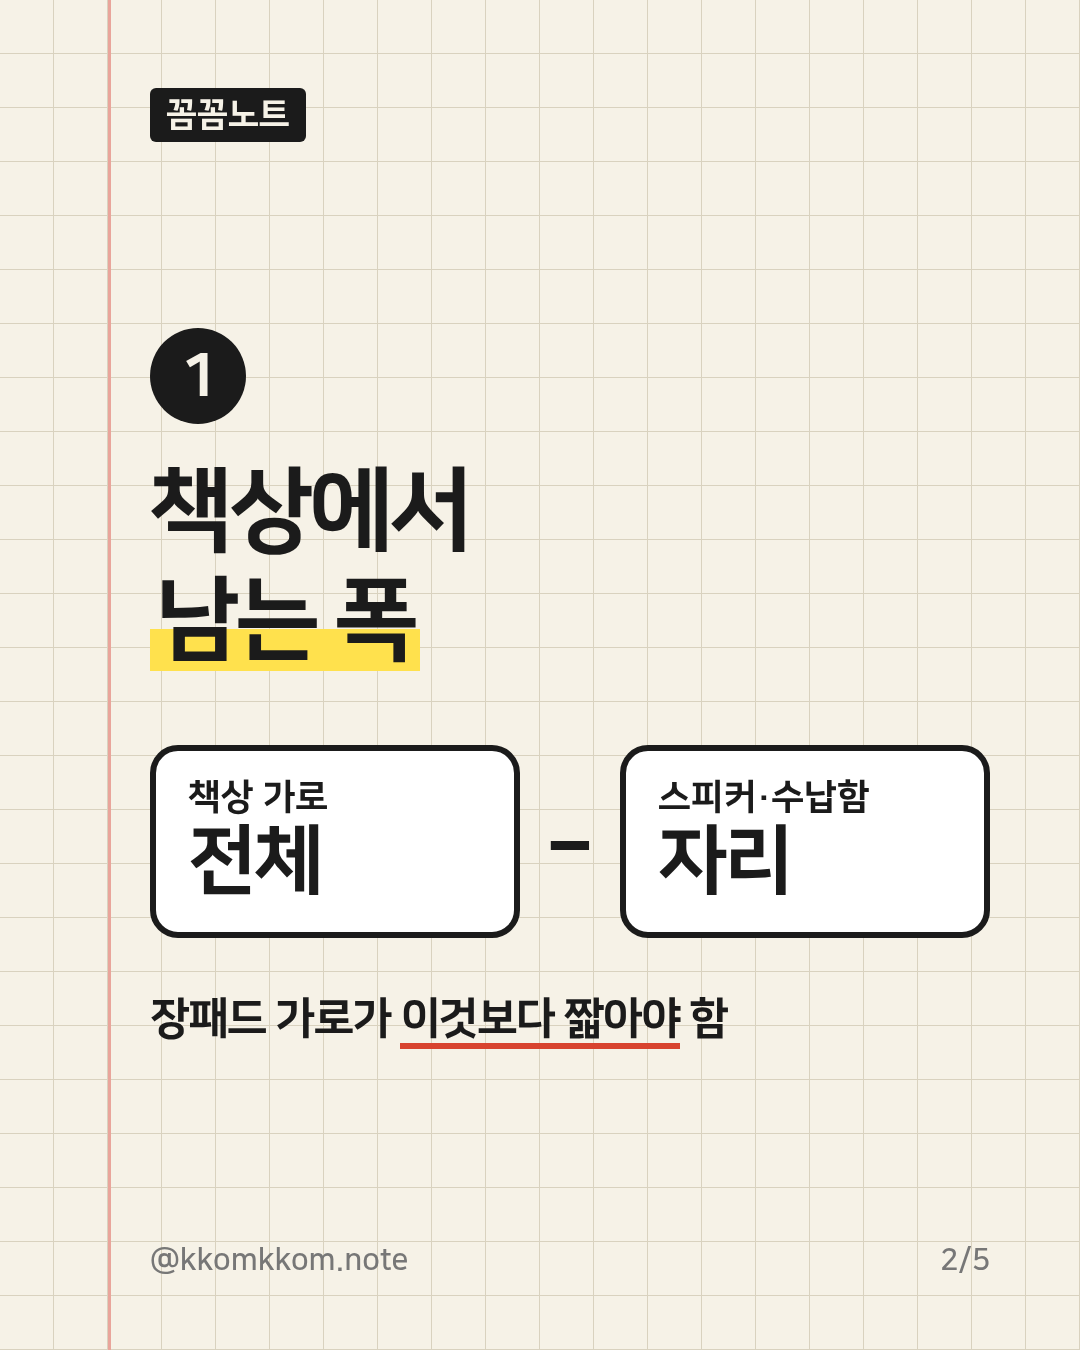 꼼꼼노트
1
책상에서
남는 폭
책상 가로
전체
–
스피커·수납함
자리
장패드 가로가 이것보다 짧아야 함
@kkomkkom.note
2/5